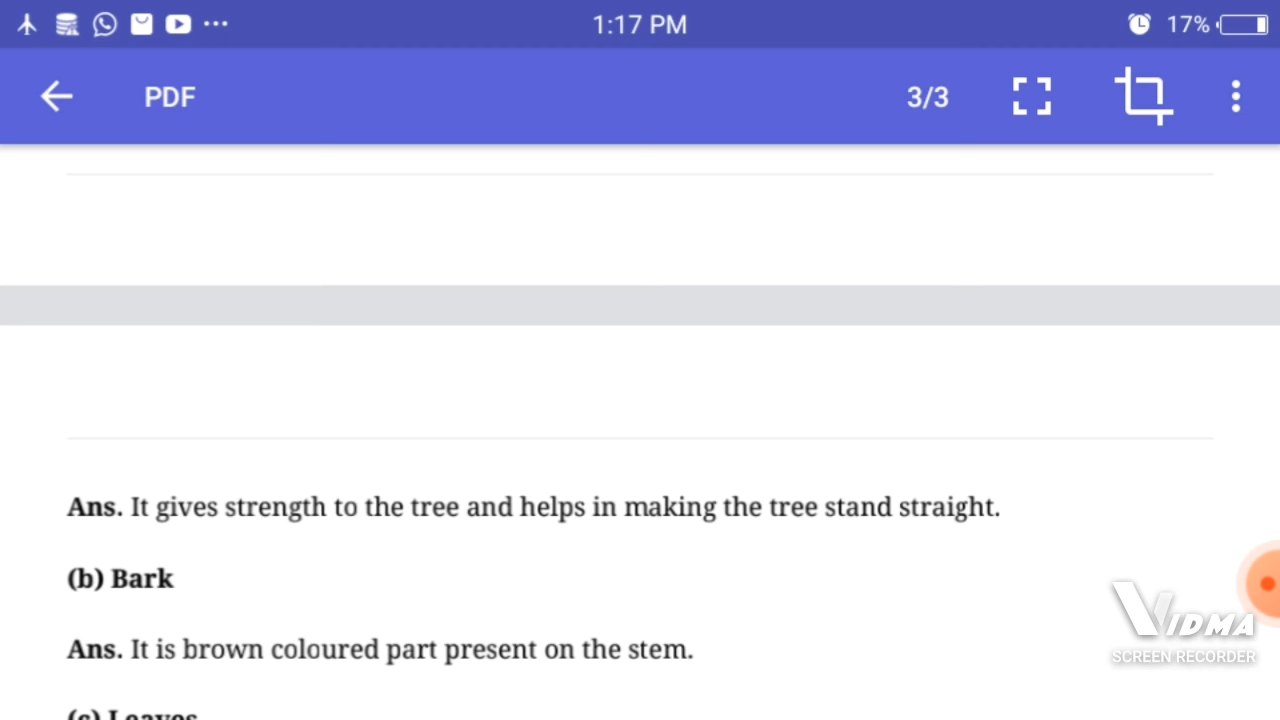 1:17 PM
17%
PDF
3/3
Ans. It gives strength to the tree and helps in making the tree stand straight.
(b) Bark
Ans. It is brown coloured part present on the stem.
(c) Leaves
VIDMA
SCREEN RECORDER